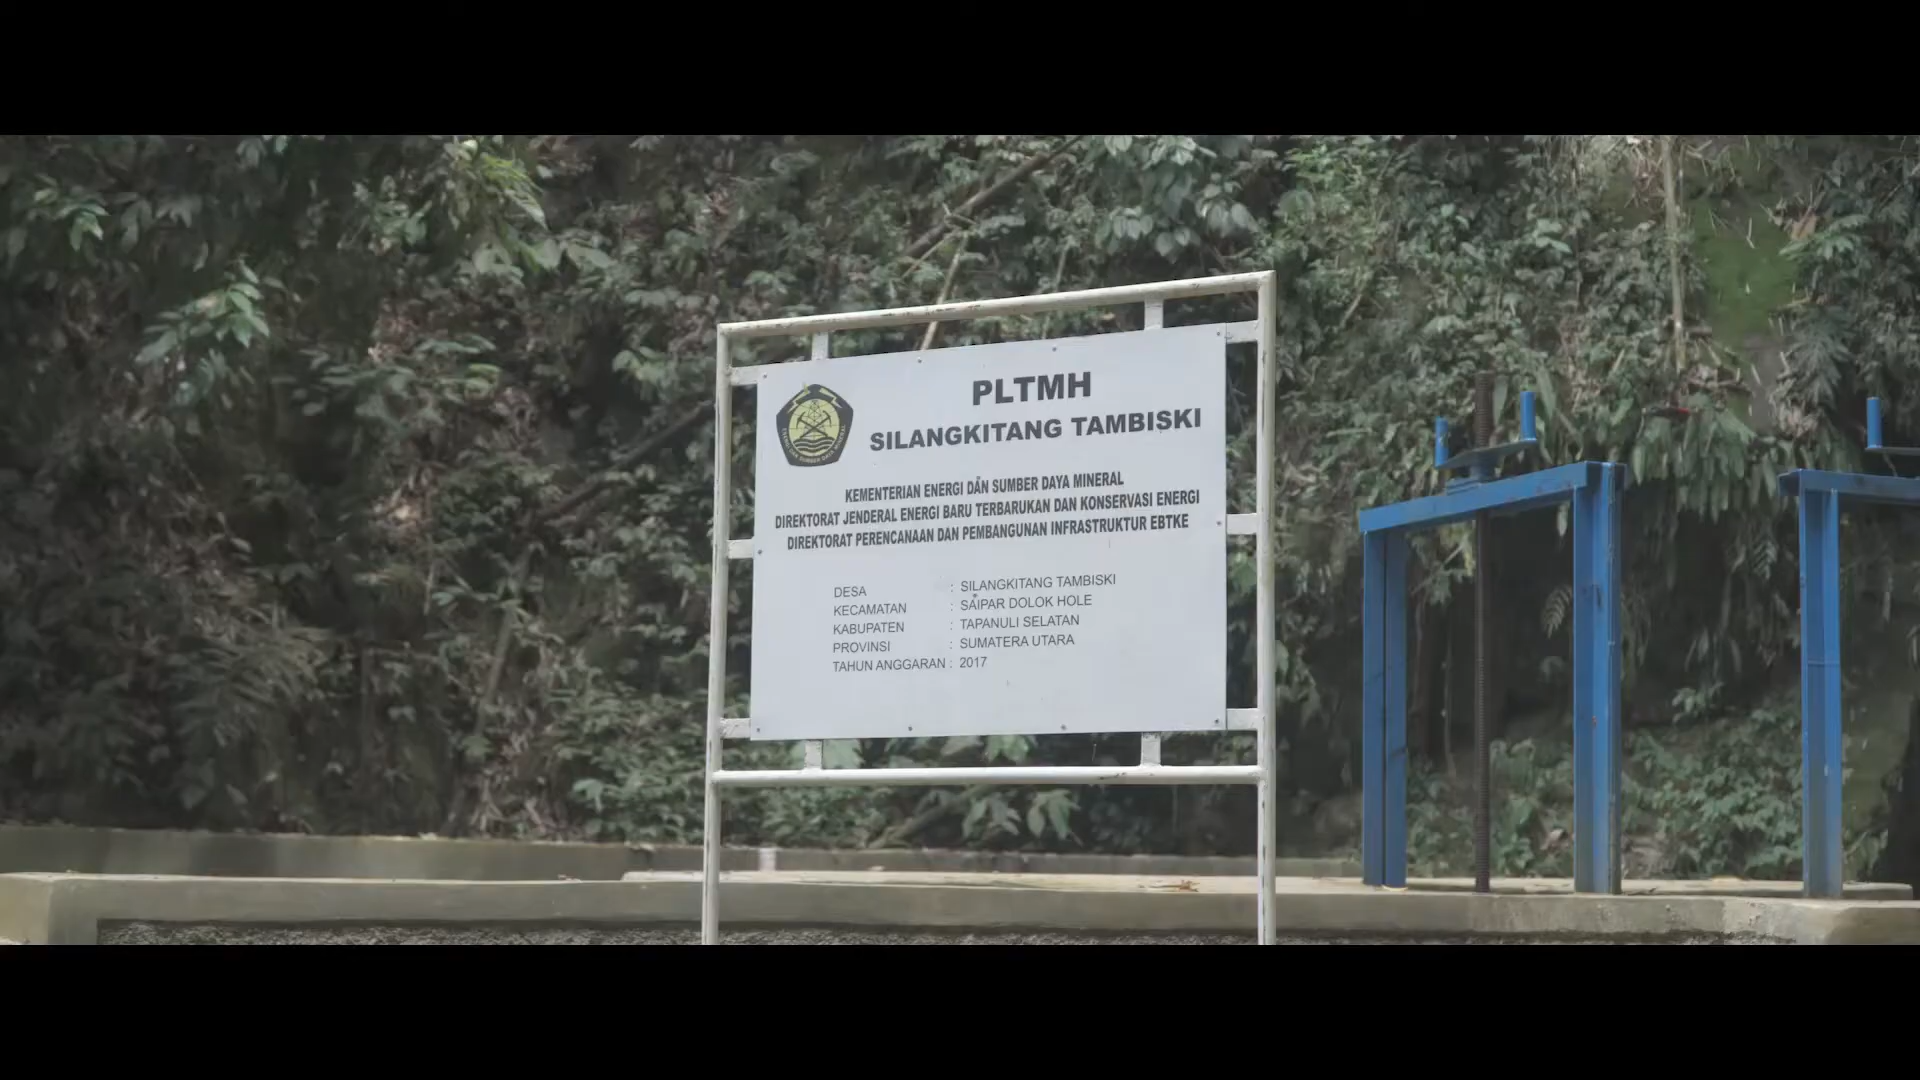 PLTMH
SILANGKITANG TAMBISKI
KEMENTERIAN ENERGI DAN SUMBER DAYA MINERAL
DIREKTORAT JENDERAL ENERGI BARU TERBARUKAN DAN KONSERVASI ENERGI
DIREKTORAT PERENCANAAN DAN PEMBANGUNAN INFRASTRUKTUR EBTKE
DESA : SILANGKITANG TAMBISKI
KECAMATAN : SAIPAR DOLOK HOLE
KABUPATEN : TAPANULI SELATAN
PROVINSI : SUMATERA UTARA
TAHUN ANGGARAN : 2017